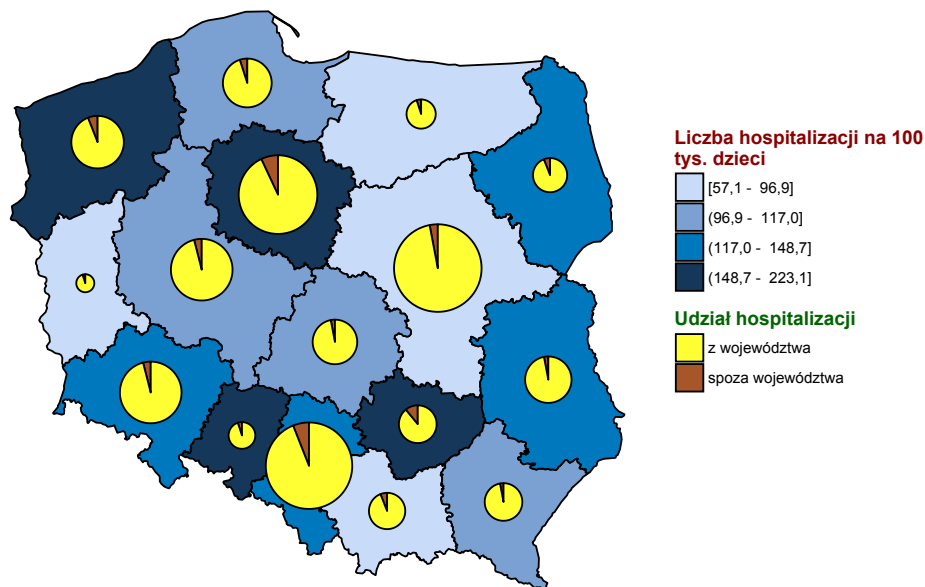 Liczba hospitalizacji na 100
tys. dzieci
[57,1 - 96,9]
(96,9 - 117,0]
(117,0 - 148,7]
(148,7 - 223,1]
Udział hospitalizacji
z województwa
spoza województwa